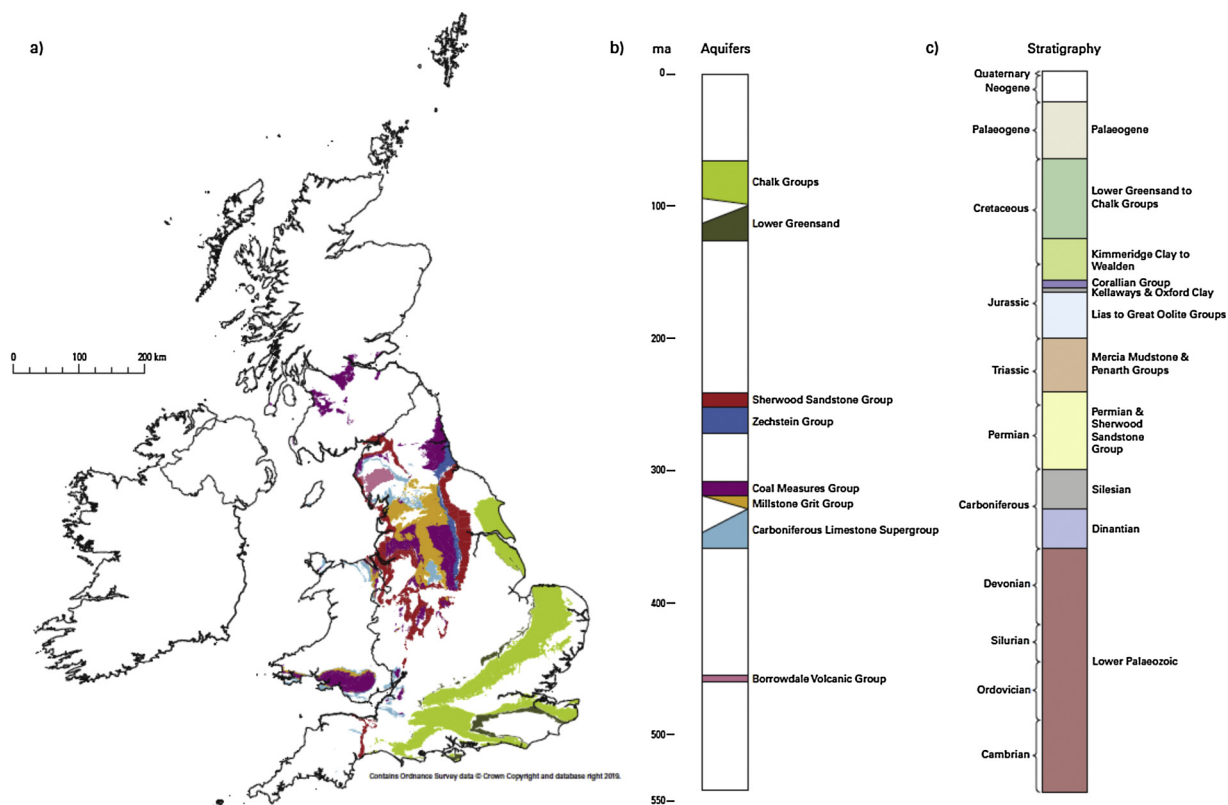 a)
0 100 200 km
Contains Ordnance Survey data © Crown Copyright and database right 2019.
b)
ma
Aquifers
0
100
200
300
400
500
550
Chalk Groups
Lower Greensand
Sherwood Sandstone Group
Zechstein Group
Coal Measures Group
Millstone Grit Group
Carboniferous Limestone Supergroup
Borrowdale Volcanic Group
c)
Stratigraphy
Quaternary
Neogene
Palaeogene
Cretaceous
Jurassic
Triassic
Permian
Carboniferous
Devonian
Silurian
Ordovician
Cambrian
Palaeogene
Lower Greensand to
Chalk Groups
Kimmeridge Clay to
Wealden
Corallian Group
Kellaways & Oxford Clay
Lias to Great Oolite Groups
Mercia Mudstone &
Penarth Groups
Permian &
Sherwood
Sandstone
Group
Silesian
Dinantian
Lower Palaeozoic